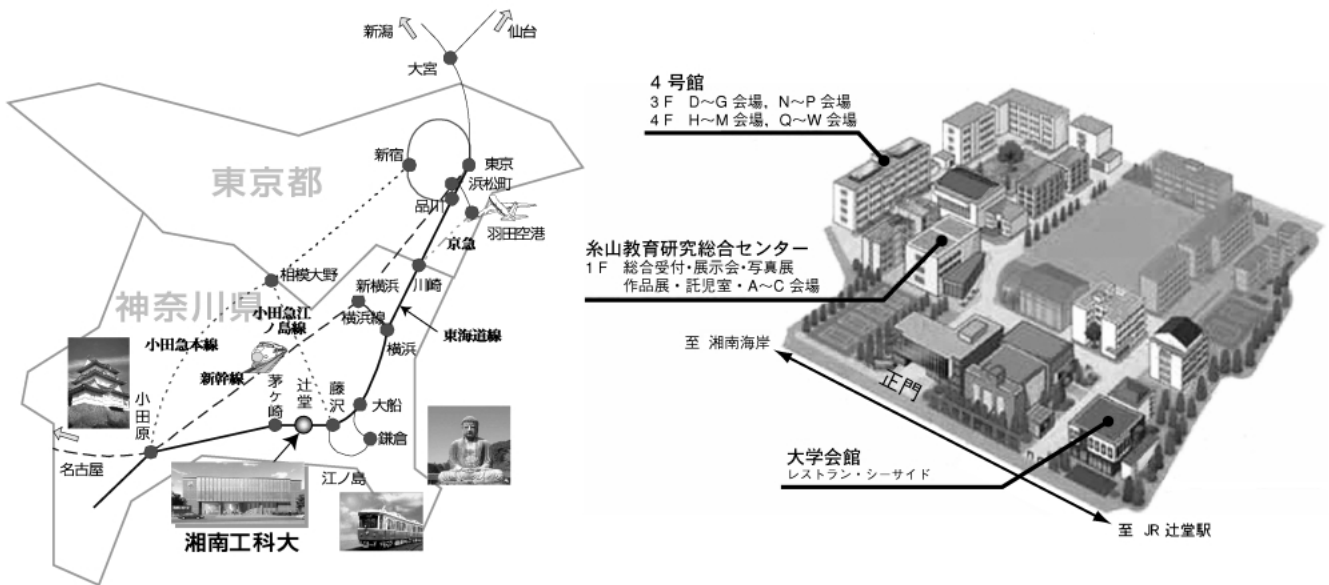 新潟
仙台
大宮
東京都
新宿
東京
浜松町
品川
羽田空港
京急
川崎
相模大野
神奈川県
新横浜
横浜線
小田急江
ノ島線
東海道線
横浜
小田急本線
新幹線
茅ヶ崎
辻堂
藤沢
大船
鎌倉
小田原
名古屋
江ノ島
湘南工科大
4号館
3F D～G 会場，N～P 会場
4F H～M 会場，Q～W 会場
糸山教育研究総合センター
1F 総合受付・展示会・写真展
作品展・託児室・A～C 会場
至 湘南海岸
正門
大学会館
レストラン・シーサイド
至 JR 辻堂駅